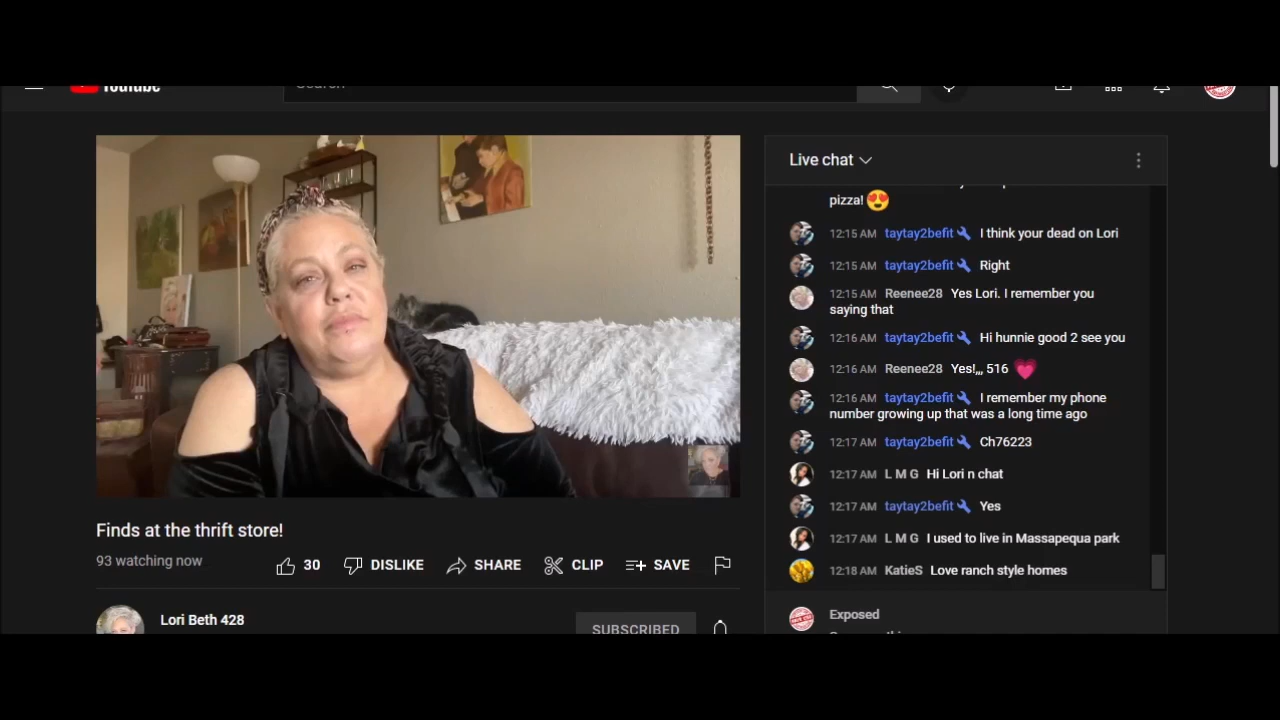 YouTube
Search
Live chat
pizza!
12:15 AM taytay2befit I think your dead on Lori
12:15 AM taytay2befit Right
12:15 AM Reenee28 Yes Lori. I remember you
saying that
12:16 AM taytay2befit Hi hunnie good 2 see you
12:16 AM Reenee28 Yes!,,, 516
12:16 AM taytay2befit I remember my phone
number growing up that was a long time ago
12:17 AM taytay2befit Ch76223
12:17 AM L M G Hi Lori n chat
12:17 AM taytay2befit Yes
12:17 AM L M G I used to live in Massapequa park
12:18 AM KatieS Love ranch style homes
Exposed
Finds at the thrift store!
93 watching now
30 DISLIKE SHARE CLIP SAVE
Lori Beth 428
SUBSCRIBED